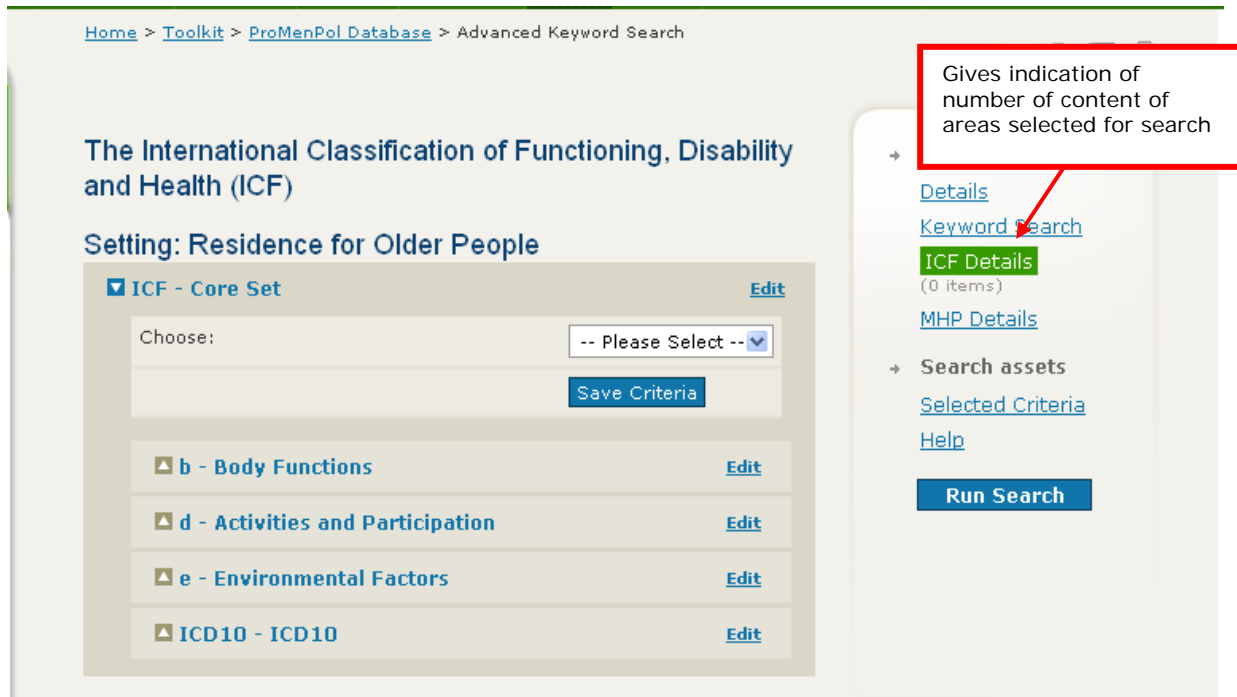 Home > Toolkit > ProMenPol Database > Advanced Keyword Search
Gives indication of
number of content of
areas selected for search
The International Classification of Functioning, Disability
and Health (ICF)
Setting: Residence for Older People
ICF - Core Set Edit
Choose: -- Please Select --
Save Criteria
b - Body Functions Edit
d - Activities and Participation Edit
e - Environmental Factors Edit
ICD10 - ICD10 Edit
Details
Keyword Search
ICF Details
(0 items)
MHP Details
Search assets
Selected Criteria
Help
Run Search